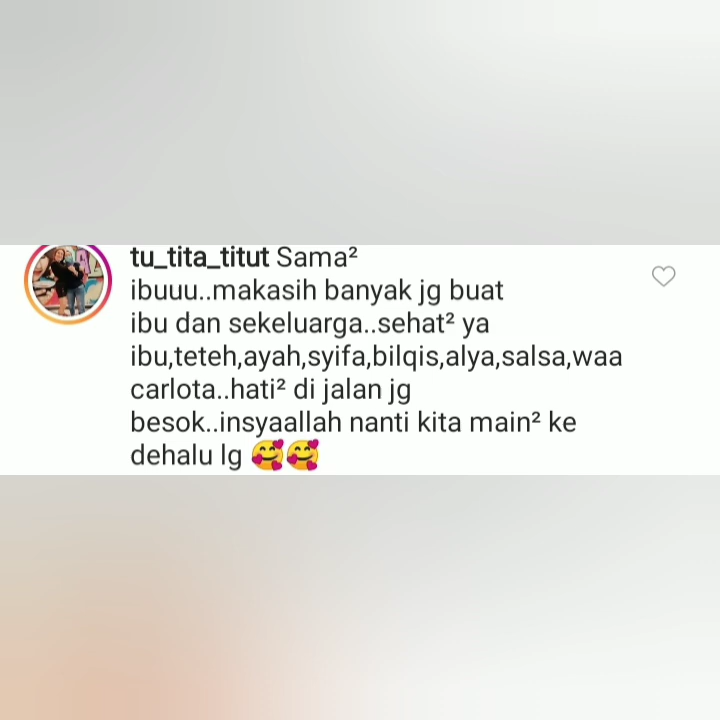 tu_tita_titut Sama²
ibuuu..makasih banyak jg buat
ibu dan sekeluarga..sehat² ya
ibu,teteh,ayah,syifa,bilqis,alya,salsa,waa
carlota..hati² di jalan jg
besok..insyaallah nanti kita main² ke
dehalu lg 🥰🥰